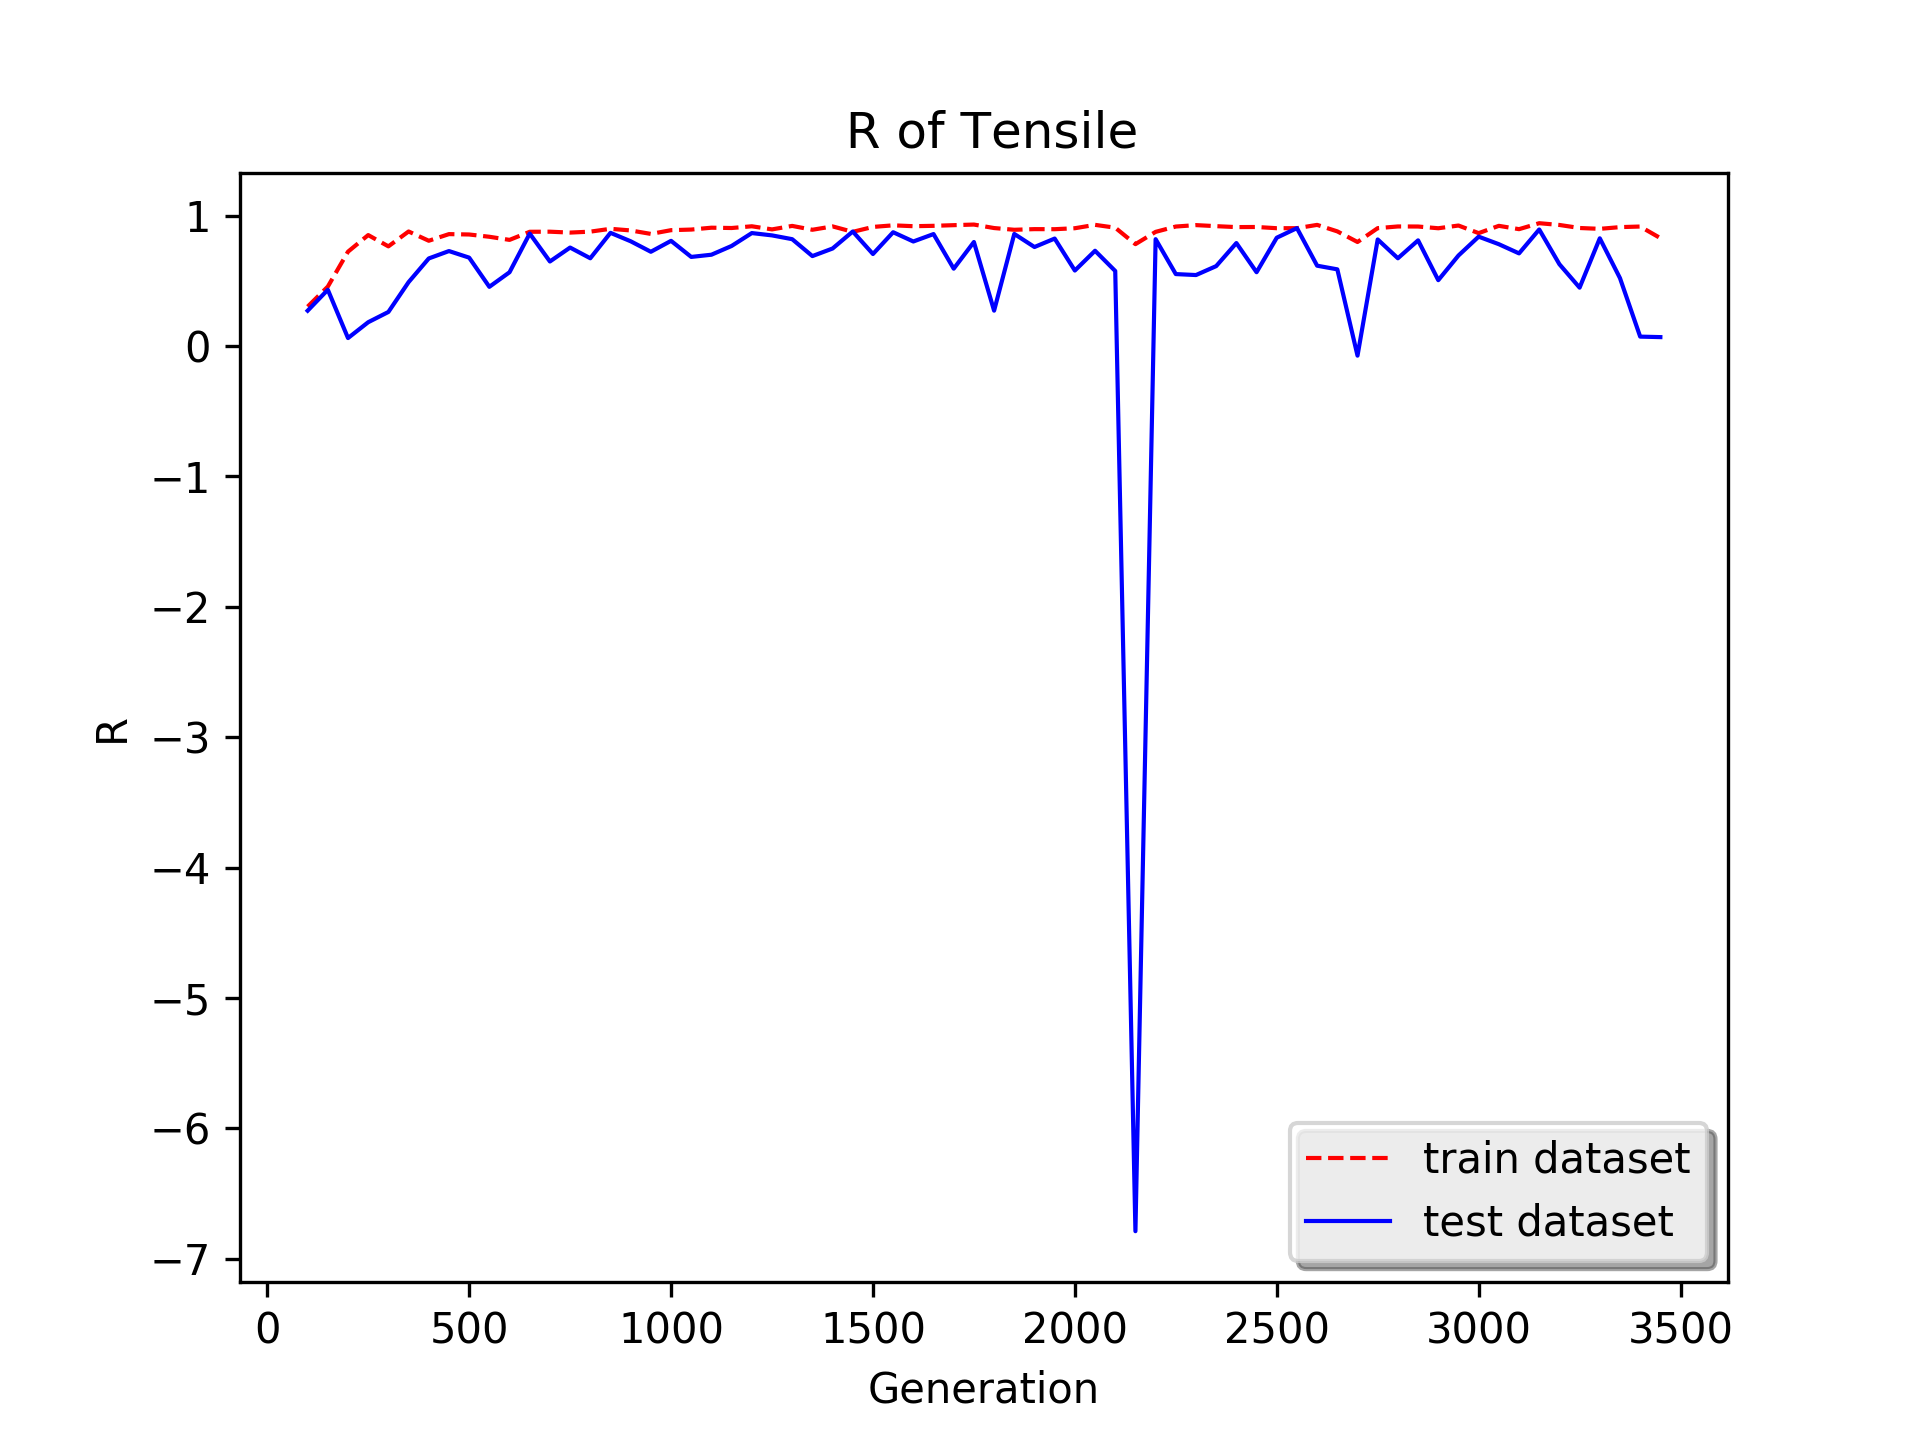 R of Tensile
1
0
−1
−2
−3
−4
−5
−6
−7
R
train dataset
test dataset
0 500 1000 1500 2000 2500 3000 3500
Generation